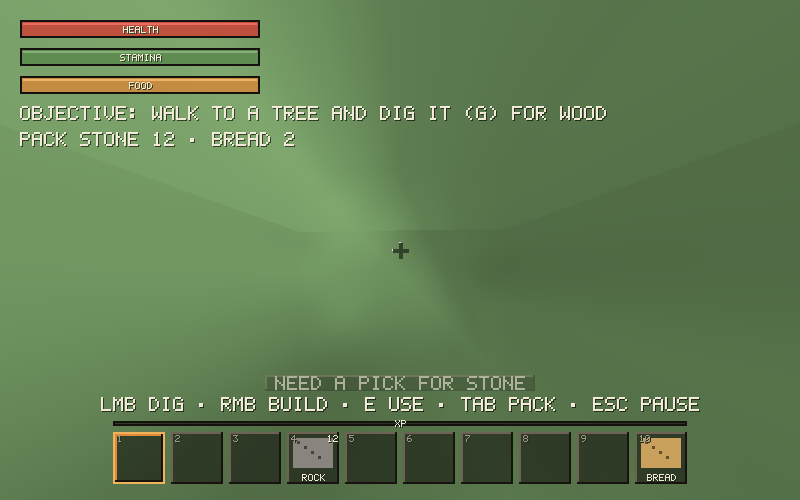 HEALTH
STAMINA
FOOD
OBJECTIVE: WALK TO A TREE AND DIG IT (G) FOR WOOD
PACK STONE 12 · BREAD 2
NEED A PICK FOR STONE
LMB DIG · RMB BUILD · E USE · TAB PACK · ESC PAUSE
XP
1 2 3 4 12 5 6 7 8 9 10
ROCK BREAD